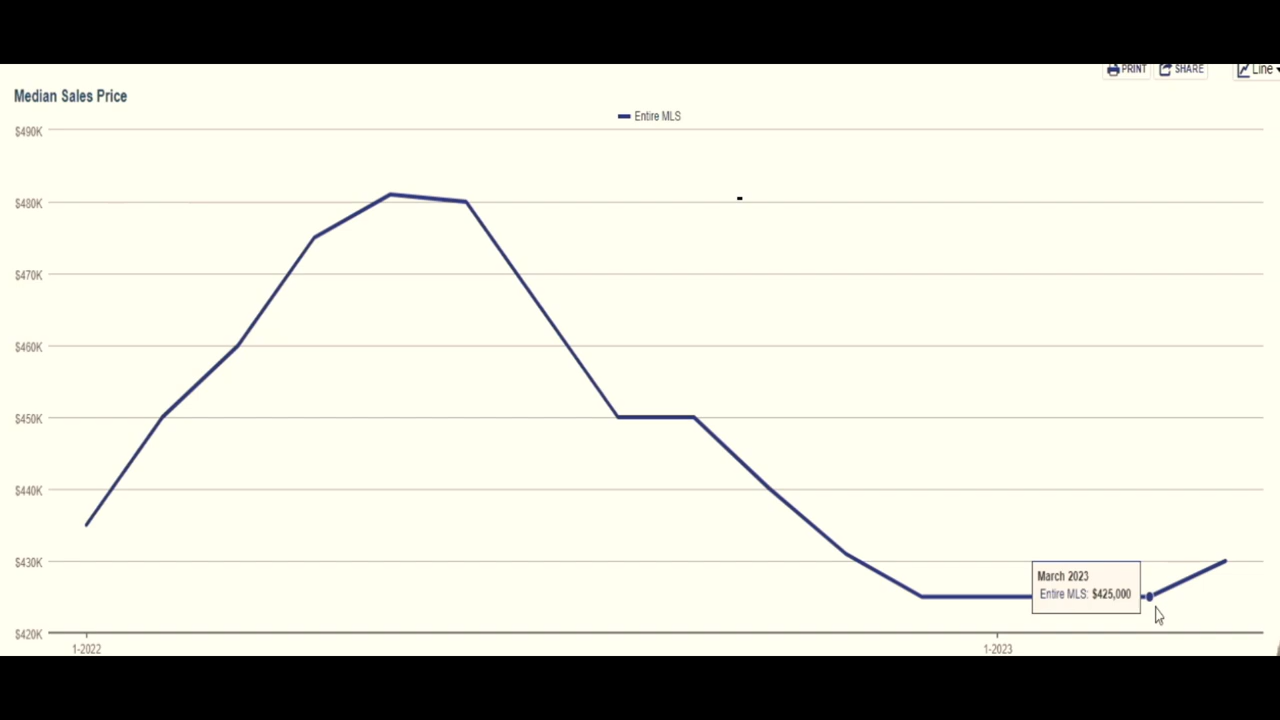 PRINT SHARE Line
Median Sales Price
Entire MLS
$490K
$480K
$470K
$460K
$450K
$440K
$430K
March 2023
Entire MLS: $425,000
$420K
1-2022 1-2023